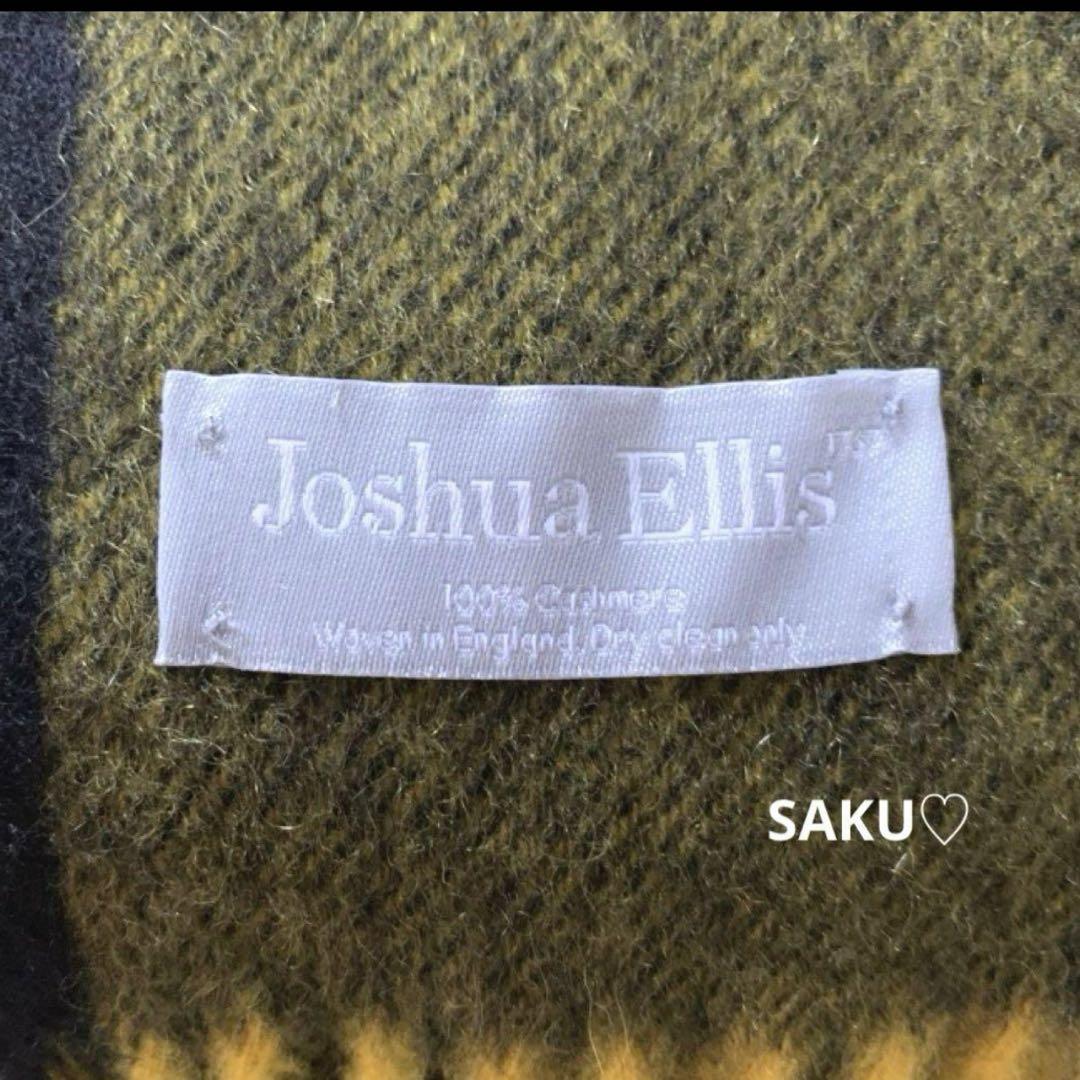 Joshua Ellis
100% Cashmere
Woven in England. Dry clean only
SAKU♡